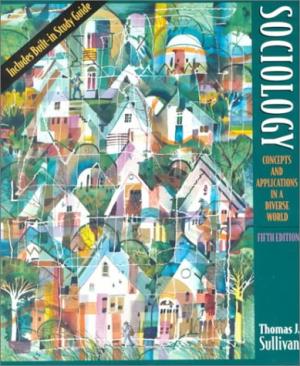 Includes Built-in Study Guide
SOCIOLOGY
CONCEPTS
AND
APPLICATIONS
IN A
DIVERSE
WORLD
FIFTH EDITION
Thomas J.
Sullivan